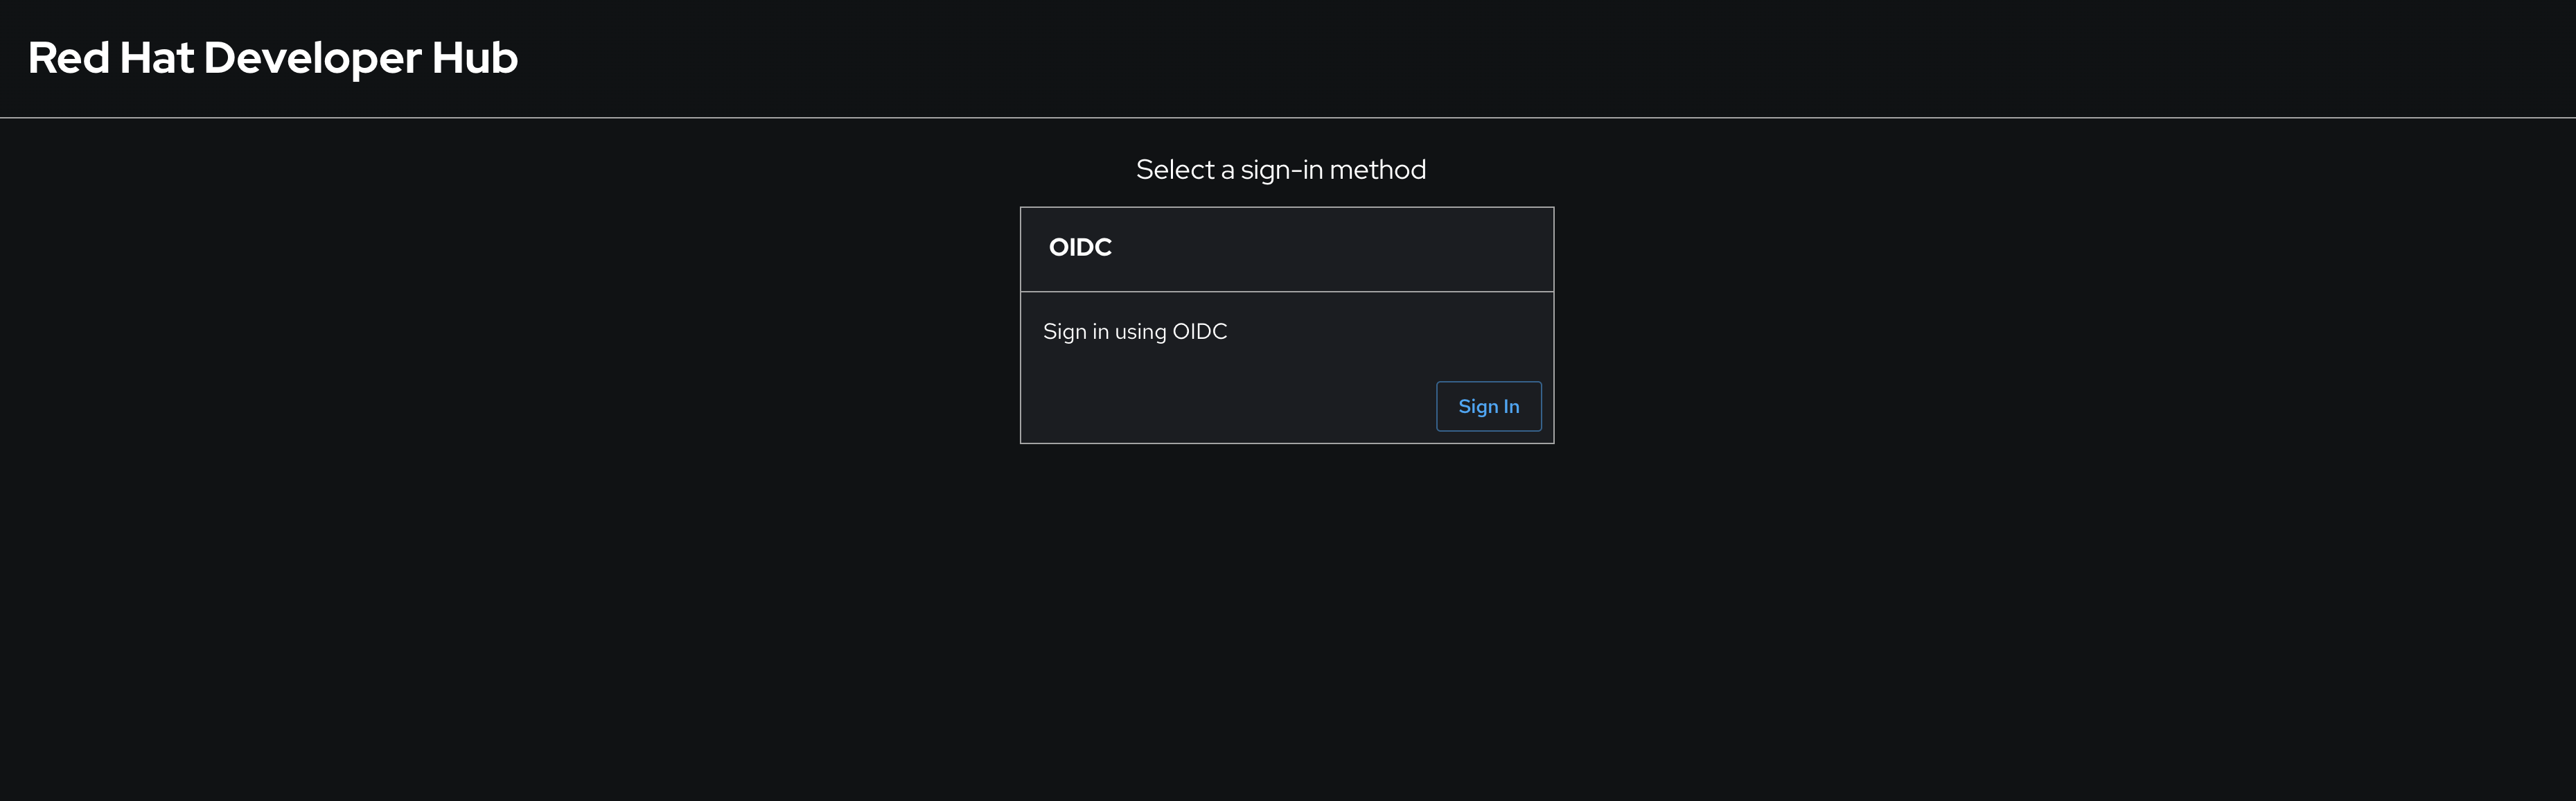 Red Hat Developer Hub
Select a sign-in method
OIDC
Sign in using OIDC
Sign In